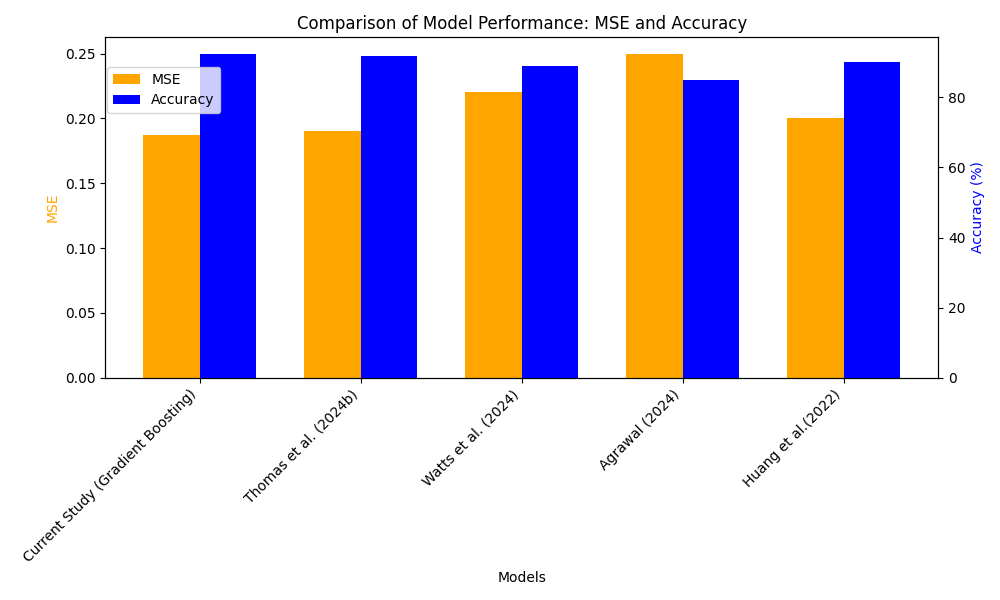 Comparison of Model Performance: MSE and Accuracy
MSE
Accuracy
0.25
0.20
0.15
0.10
0.05
0.00
MSE
80
60
40
20
0
Accuracy (%)
Current Study (Gradient Boosting)
Thomas et al. (2024b)
Watts et al. (2024)
Agrawal (2024)
Huang et al.(2022)
Models